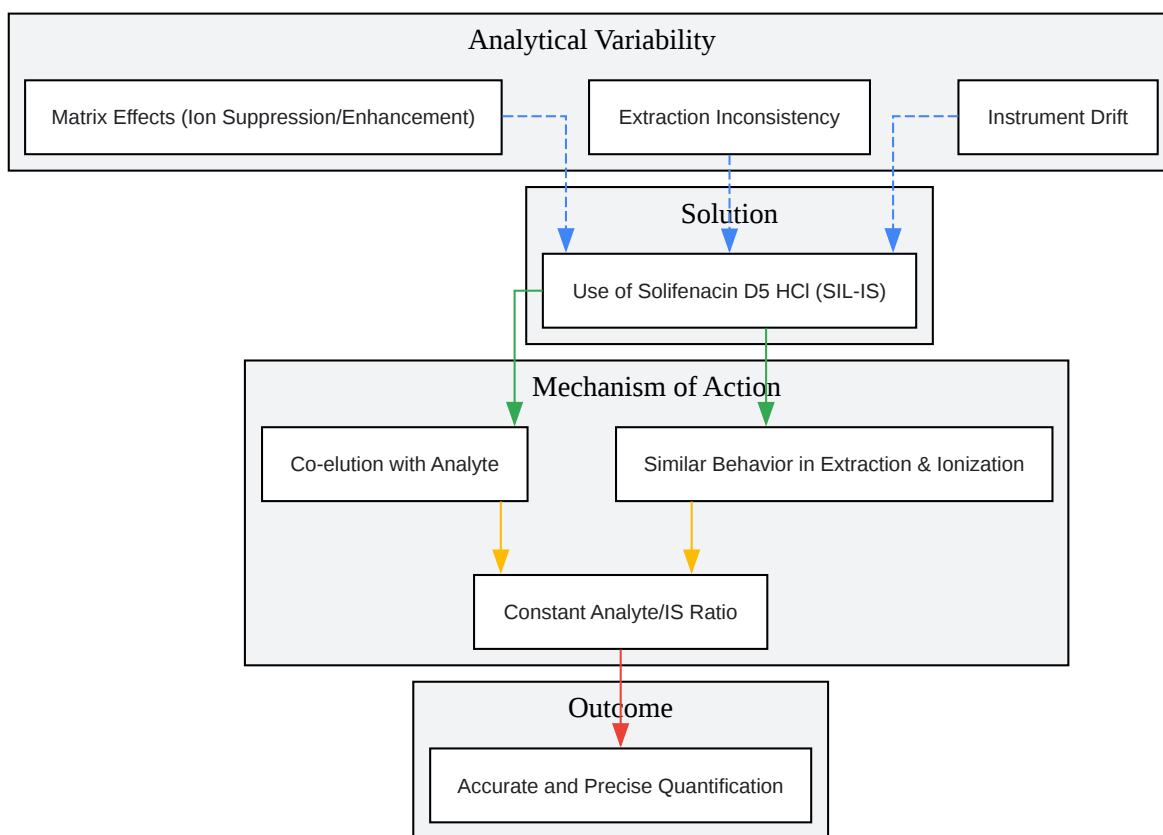 Analytical Variability
Matrix Effects (Ion Suppression/Enhancement)
Extraction Inconsistency
Instrument Drift
Solution
Use of Solifenacin D5 HCl (SIL-IS)
Mechanism of Action
Co-elution with Analyte
Similar Behavior in Extraction & Ionization
Constant Analyte/IS Ratio
Outcome
Accurate and Precise Quantification